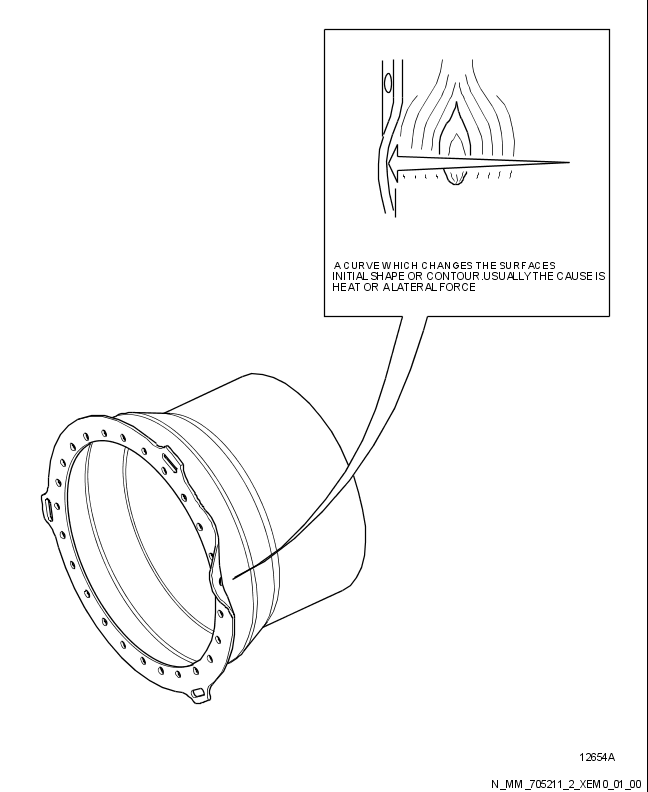 A CURVE WHICH CHANGES THE SURFACES
INITIAL SHAPE OR CONTOUR. USUALLY THE CAUSE IS
HEAT OR A LATERAL FORCE
12654A
N_MM_705211_2_XEM0_01_00